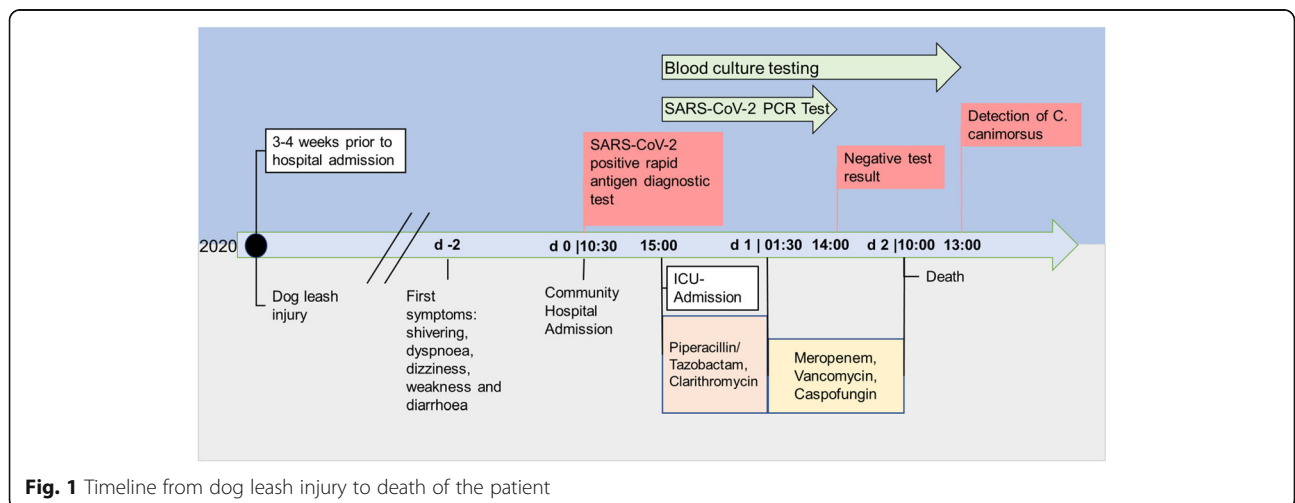 Blood culture testing
SARS-CoV-2 PCR Test
3-4 weeks prior to
hospital admission
SARS-CoV-2
positive rapid
antigen diagnostic
test
Negative test
result
Detection of C.
canimorsus
2020
d -2
d 0 |10:30
15:00
d 1 | 01:30
14:00
d 2 |10:00
13:00
Dog leash
injury
First
symptoms:
shivering,
dyspnoea,
dizziness,
weakness and
diarrhoea
Community
Hospital
Admission
ICU-
Admission
Piperacillin/
Tazobactam,
Clarithromycin
Meropenem,
Vancomycin,
Caspofungin
Death
Fig. 1 Timeline from dog leash injury to death of the patient